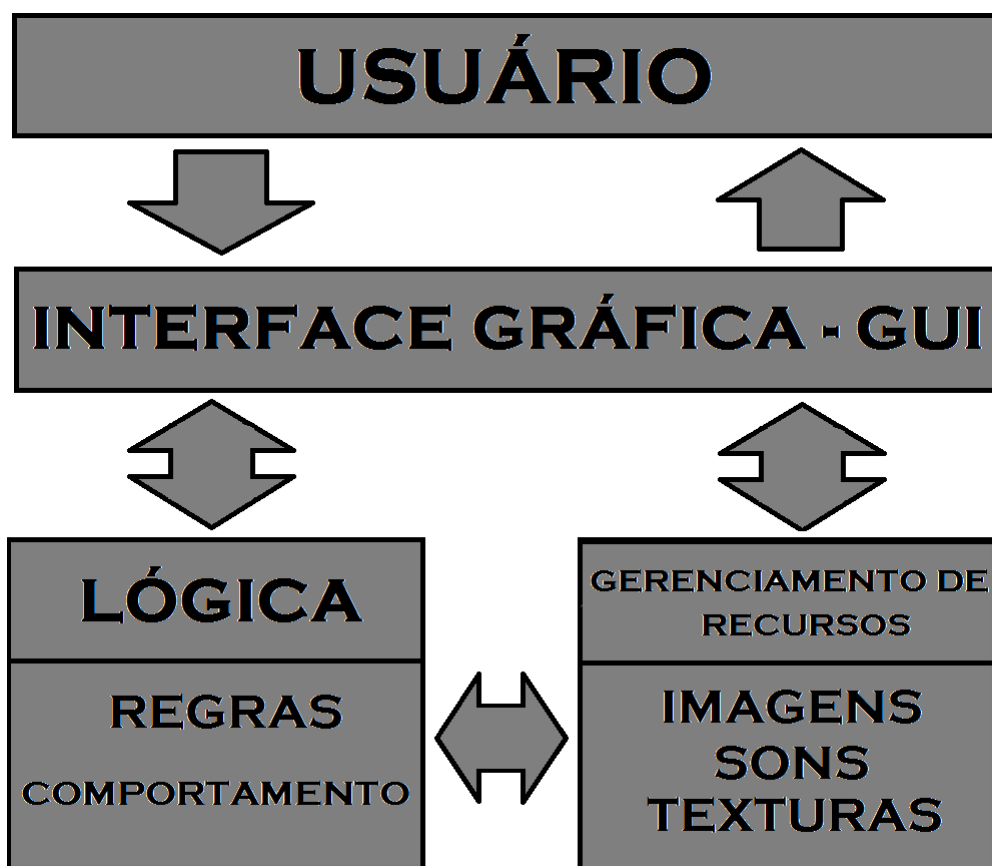 USUÁRIO
INTERFACE GRÁFICA - GUI
LÓGICA
REGRAS
COMPORTAMENTO
GERENCIAMENTO DE
RECURSOS
IMAGENS
SONS
TEXTURAS